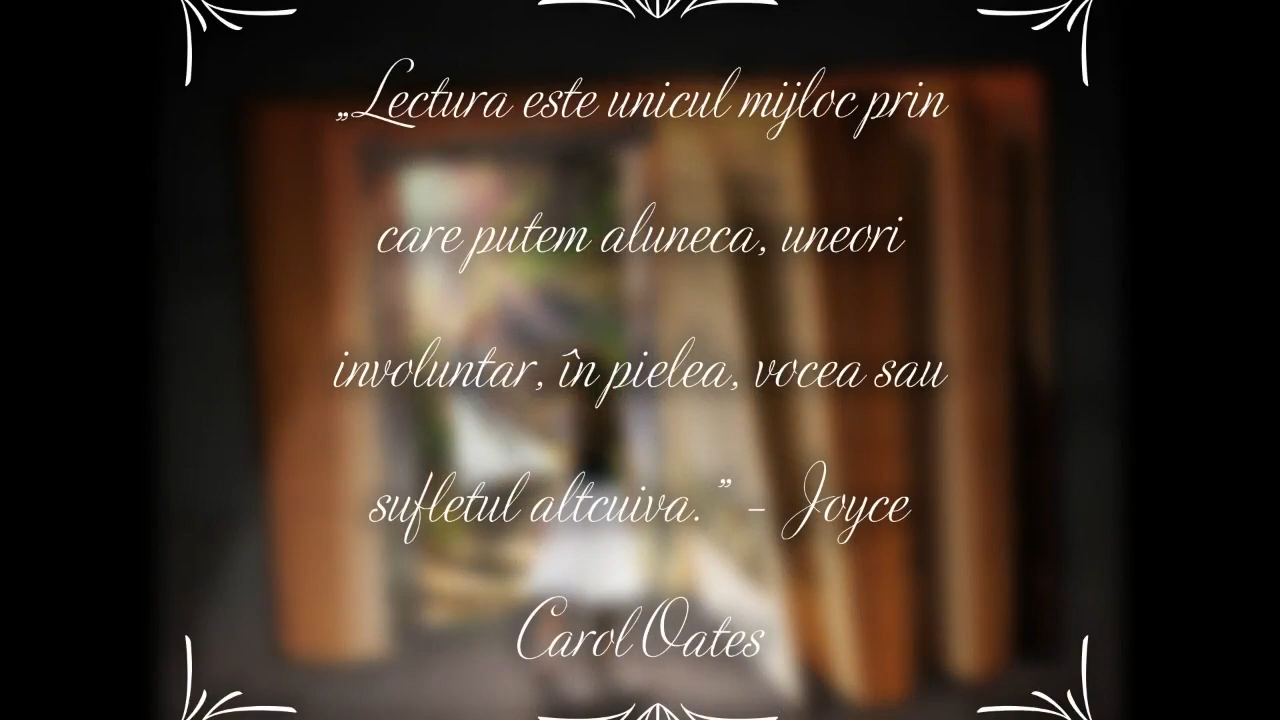 „Lectura este unicul mijloc prin
care putem aluneca, uneori
involuntar, în pielea, vocea sau
sufletul altcuiva. ” – Joyce
Carol Oates